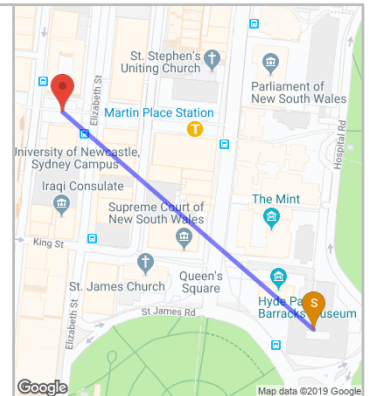 St. Stephen's
Uniting Church
Elizabeth St
Parliament of
New South Wales
Martin Place Station
T
Hospital Rd
University of Newcastle,
Sydney Campus
Iraqi Consulate
The Mint
Supreme Court of
New South Wales
King St
St. James Church
Queen's
Square
Elizabeth St
St James Rd
Hyde Pa
Barracks Museum
S
Google
Map data ©2019 Google